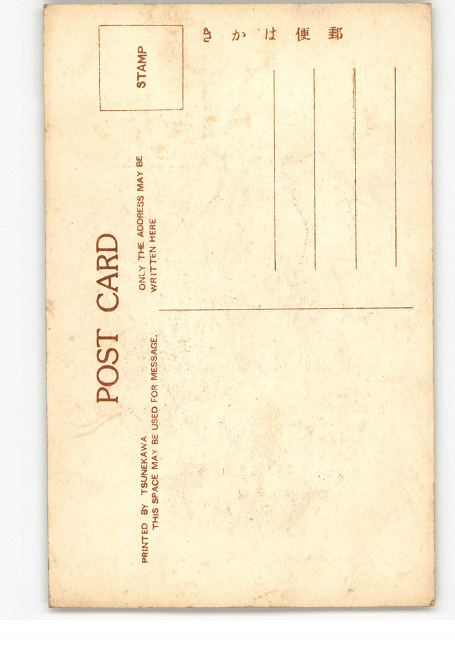 郵便はかき
STAMP
POST CARD
ONLY THE ADDRESS MAY BE
WRITTEN HERE
PRINTED BY TSUNEKAWA
THIS SPACE MAY BE USED FOR MESSAGE.